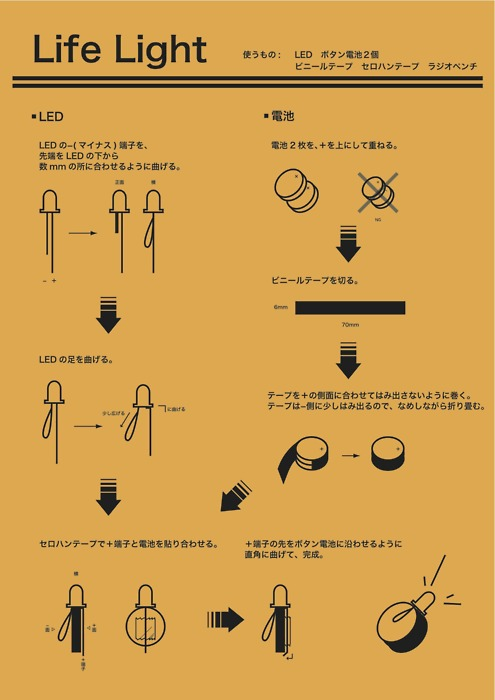 Life Light
使うもの： LED ボタン電池２個
ビニールテープ セロハンテープ ラジオペンチ
■LED
LED の−( マイナス ) 端子を、
先端を LED の下から
数 mm の所に合わせるように曲げる。
正面 横
− +
LED の足を曲げる。
少し広げる
に曲げる
■電池
電池 2 枚を、＋を上にして重ねる。
NG
ビニールテープを切る。
6mm
70mm
テープを＋の側面に合わせてはみ出さないように巻く。
テープは−側に少しはみ出るので、なめしながら折り畳む。
セロハンテープで＋端子と電池を貼り合わせる。
横
−面
＋面
＋端子
＋端子の先をボタン電池に沿わせるように
直角に曲げて、完成。